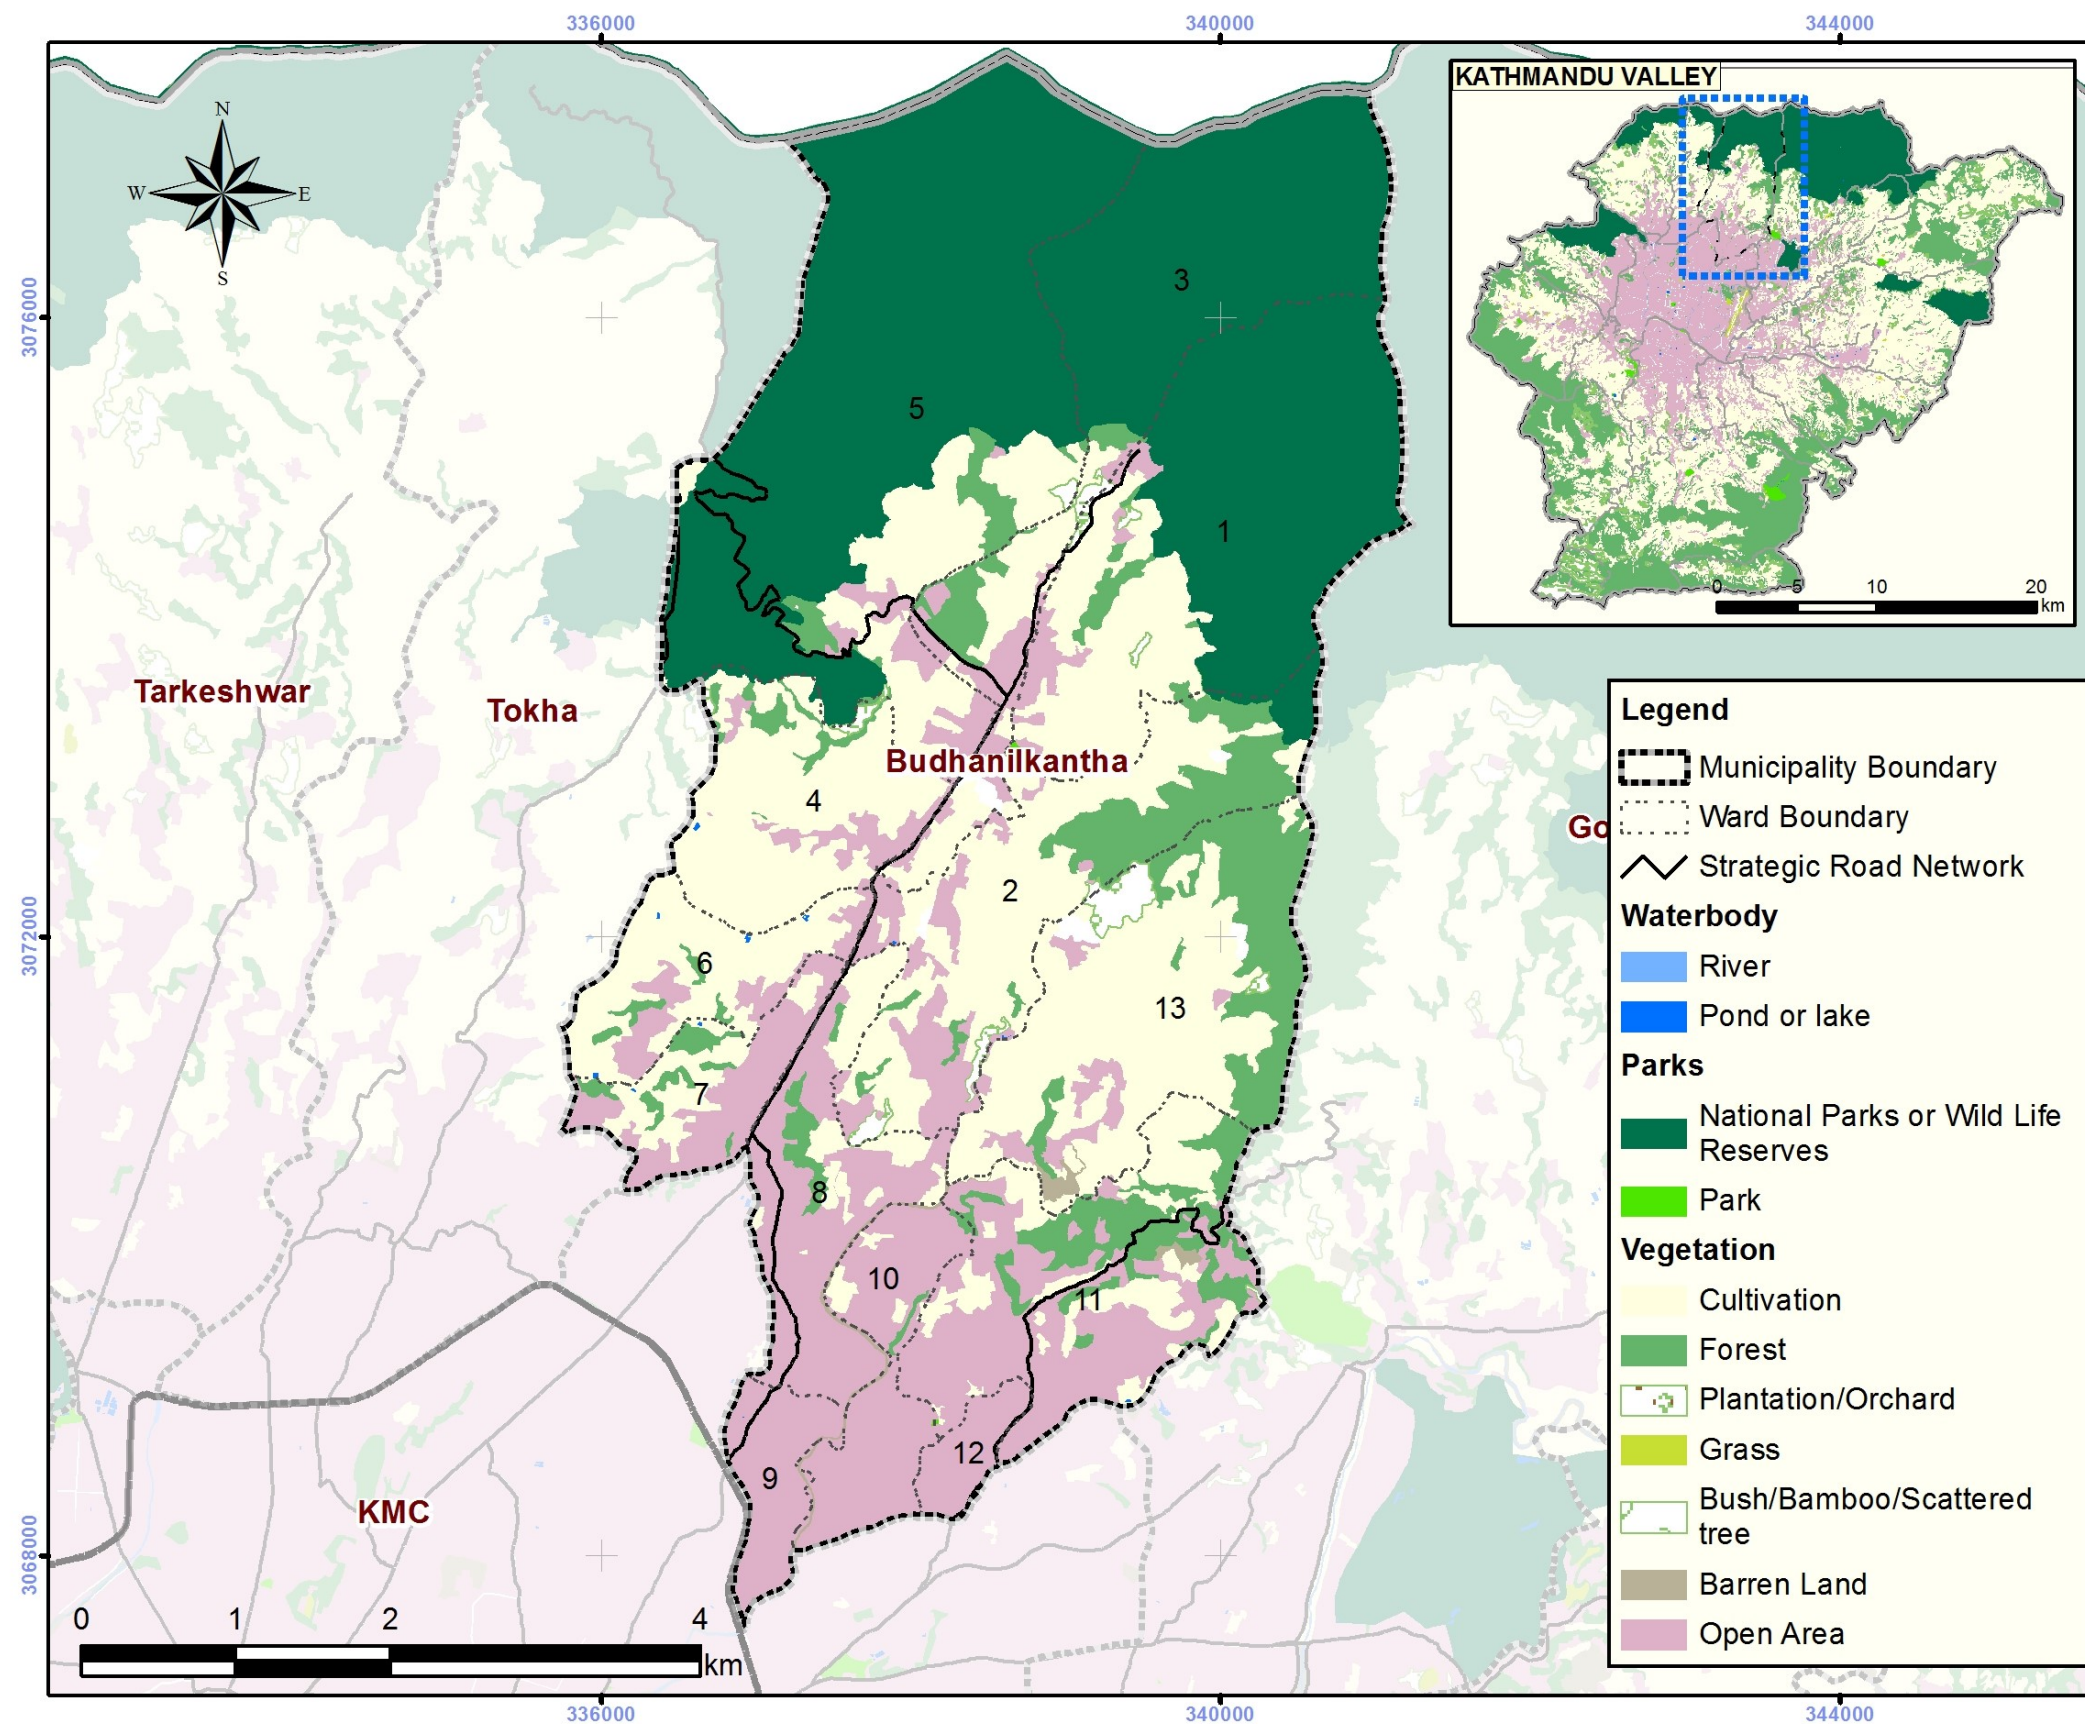 336000
340000
344000
KATHMANDU VALLEY
N
W
E
S
3076000
3
5
1
0
5
10
20
km
Tarkeshwar
Tokha
Budhanilkantha
4
Go
2
3072000
6
13
7
8
10
11
12
9
KMC
3068000
0
1
2
4
km
Legend
Municipality Boundary
Ward Boundary
Strategic Road Network
Waterbody
River
Pond or lake
Parks
National Parks or Wild Life
Reserves
Park
Vegetation
Cultivation
Forest
Plantation/Orchard
Grass
Bush/Bamboo/Scattered
tree
Barren Land
Open Area
336000
340000
344000